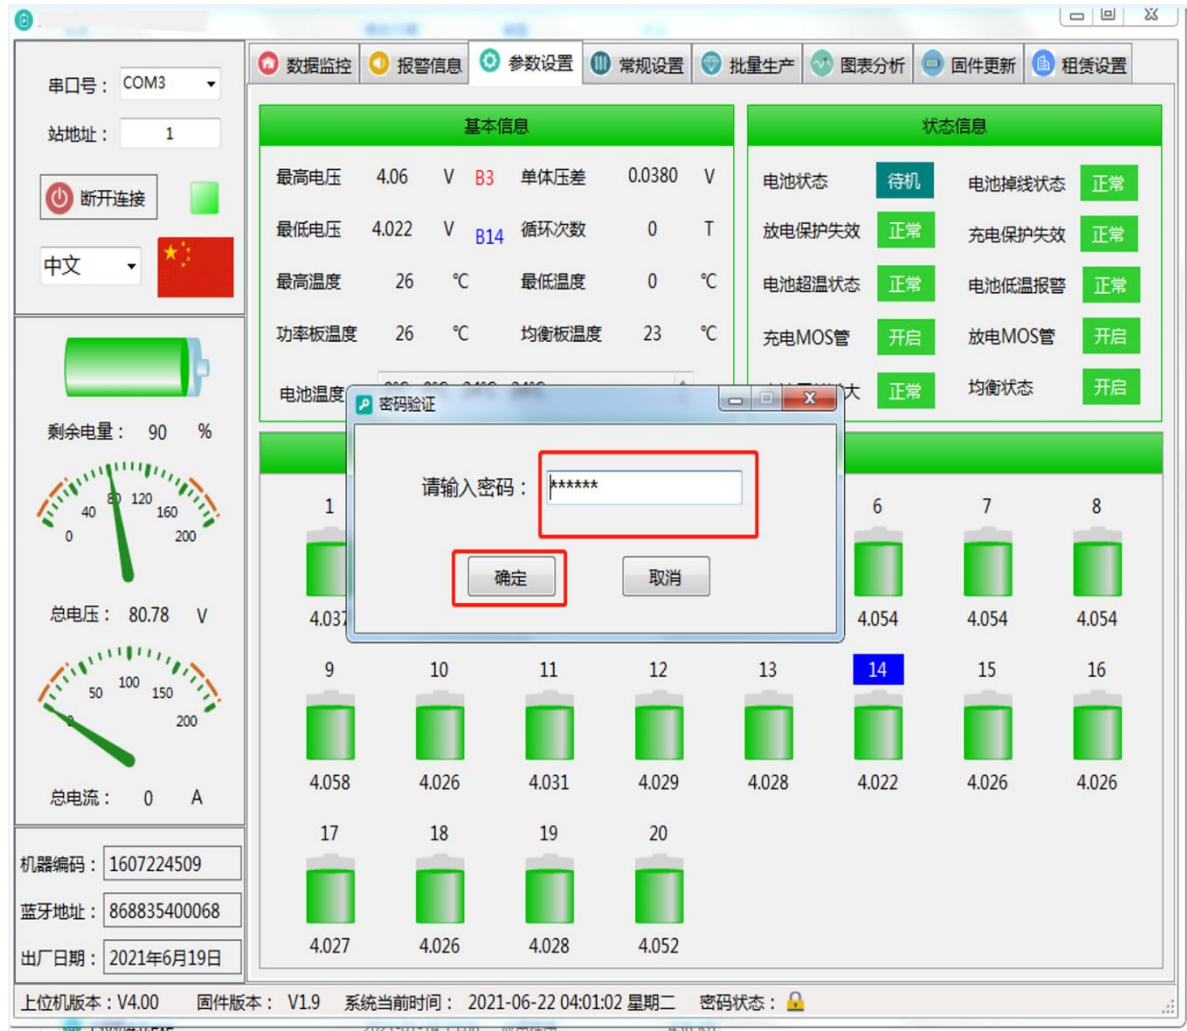 数据监控 报警信息 参数设置 常规设置 批量生产 图表分析 固件更新 租赁设置
串口号： COM3
站地址： 1
断开连接
中文
剩余电量： 90 %
0 40 80 120 160 200
总电压： 80.78 V
50 100 150 200
总电流： 0 A
机器编码： 1607224509
蓝牙地址： 868835400068
出厂日期： 2021年6月19日
基本信息
最高电压 4.06 V B3 单体压差 0.0380 V
最低电压 4.022 V B14 循环次数 0 T
最高温度 26 ℃ 最低温度 0 ℃
功率板温度 26 ℃ 均衡板温度 23 ℃
电池温度
状态信息
电池状态 待机 电池掉线状态 正常
放电保护失效 正常 充电保护失效 正常
电池超温状态 正常 电池低温报警 正常
充电MOS管 开启 放电MOS管 开启
大 正常 均衡状态 开启
密码验证
请输入密码： ******
确定 取消
1 6 7 8
4.037 4.054 4.054 4.054
9 10 11 12 13 14 15 16
4.058 4.026 4.031 4.029 4.028 4.022 4.026 4.026
17 18 19 20
4.027 4.026 4.028 4.052
上位机版本：V4.00 固件版本： V1.9 系统当前时间： 2021-06-22 04:01:02 星期二 密码状态：